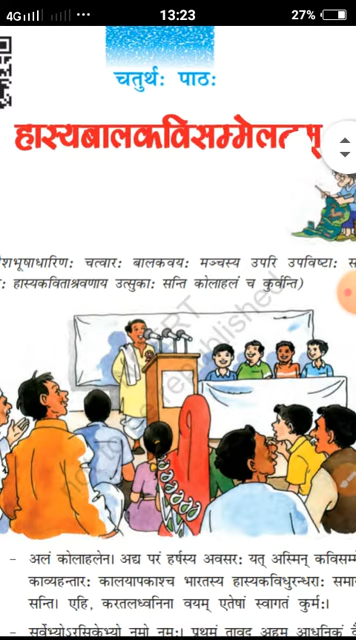 4G
13:23
27%
चतुर्थः पाठः
हास्यबालकविसम्मेलनम्
शभूषाधारिणः चत्वारः बालकवयः मञ्चस्य उपरि उपविष्टाः स
ः हास्यकविताश्रवणाय उत्सुकाः सन्ति कोलाहलं च कुर्वन्ति)
- अलं कोलाहलेन। अद्य परं हर्षस्य अवसरः यत् अस्मिन् कविसम्मे
काव्यहन्तारः कालयापकाश्च भारतस्य हास्यकविधुरन्धराः समा
सन्ति। एहि, करतलध्वनिना वयम् एतेषां स्वागतं कुर्मः।
- सर्वेभ्योऽरसिकेभ्यो नमो नमः। प्रथमं तावद् अहम् आधुनिकं वै